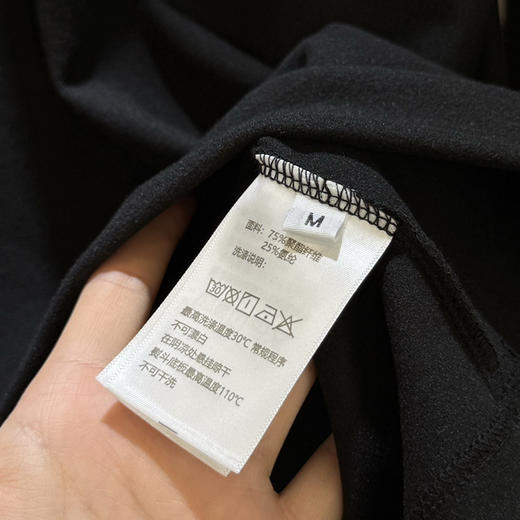 M
面料：75%聚酯纤维
25%氨纶
洗涤说明：
30
最高洗涤温度30℃ 常规程序
不可漂白
在阴凉处悬挂晾干
熨斗底板最高温度110℃
不可干洗